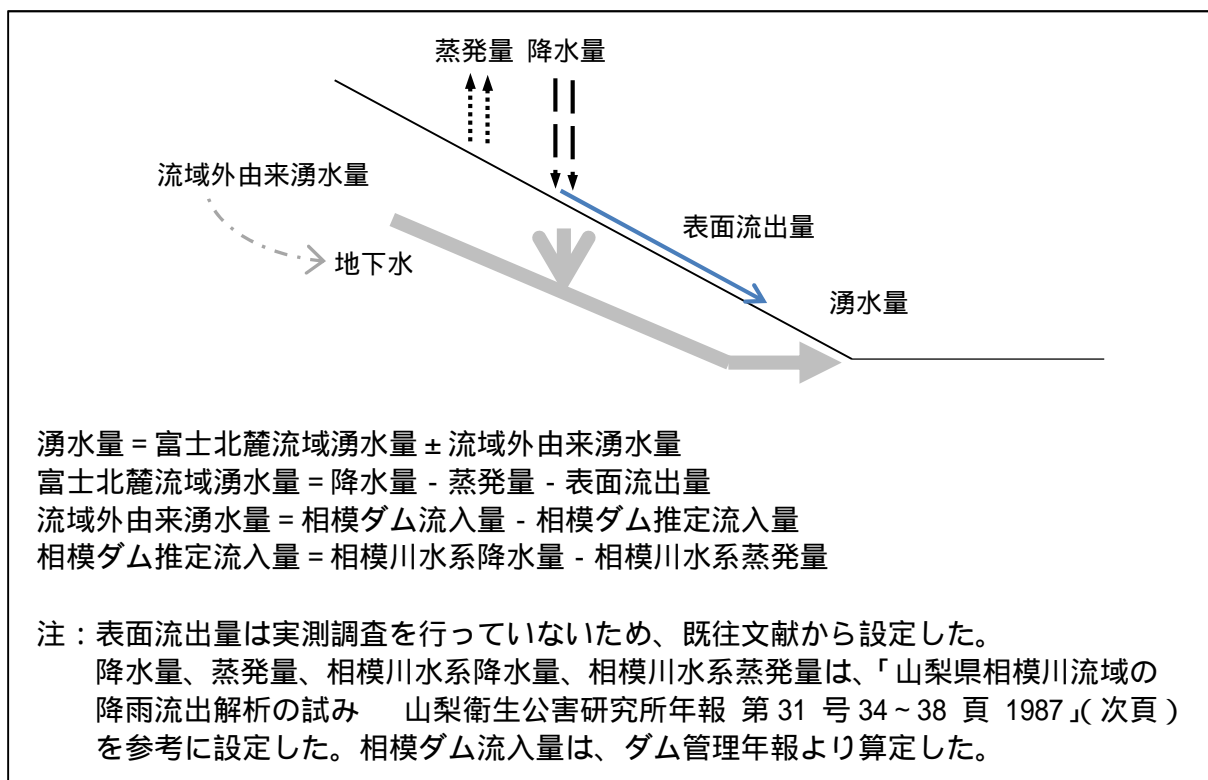 蒸発量 降水量
流域外由来湧水量
表面流出量
地下水
湧水量
湧水量 = 富士北麓流域湧水量 ± 流域外由来湧水量
富士北麓流域湧水量 = 降水量 - 蒸発量 - 表面流出量
流域外由来湧水量 = 相模ダム流入量 - 相模ダム推定流入量
相模ダム推定流入量 = 相模川水系降水量 - 相模川水系蒸発量
注：表面流出量は実測調査を行っていないため、既往文献から設定した。
降水量、蒸発量、相模川水系降水量、相模川水系蒸発量は、「山梨県相模川流域の
降雨流出解析の試み　山梨衛生公害研究所年報 第 31 号 34～38 頁 1987」（次頁）
を参考に設定した。相模ダム流入量は、ダム管理年報より算定した。